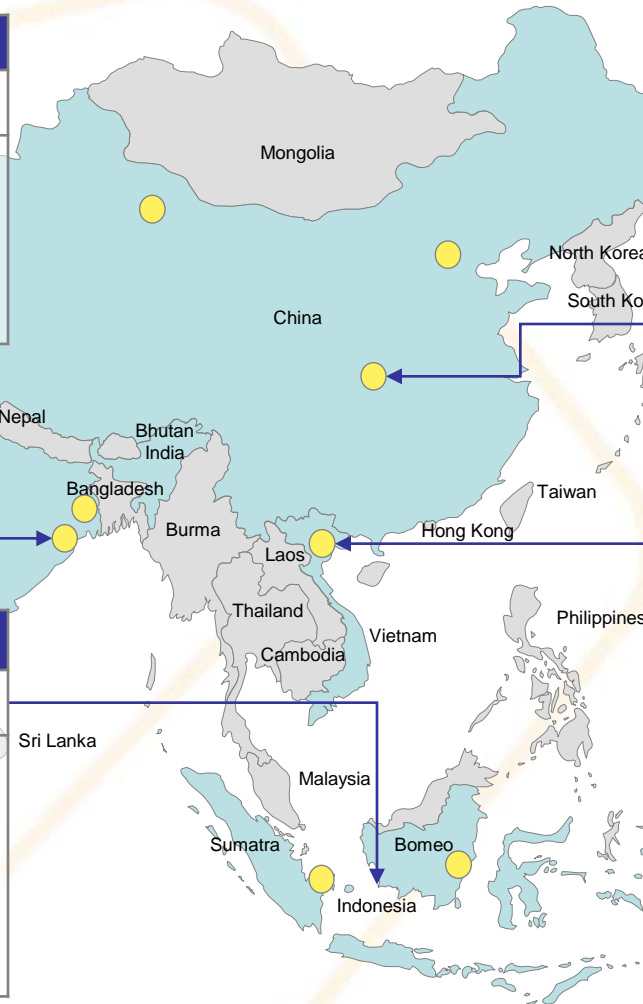 Mongolia
North Korea
South Ko
China
Nepal
Bhutan
India
Bangladesh
Taiwan
Burma
Hong Kong
Laos
Thailand
Philippines
Vietnam
Cambodia
Sri Lanka
Malaysia
Sumatra
Bomeo
Indonesia